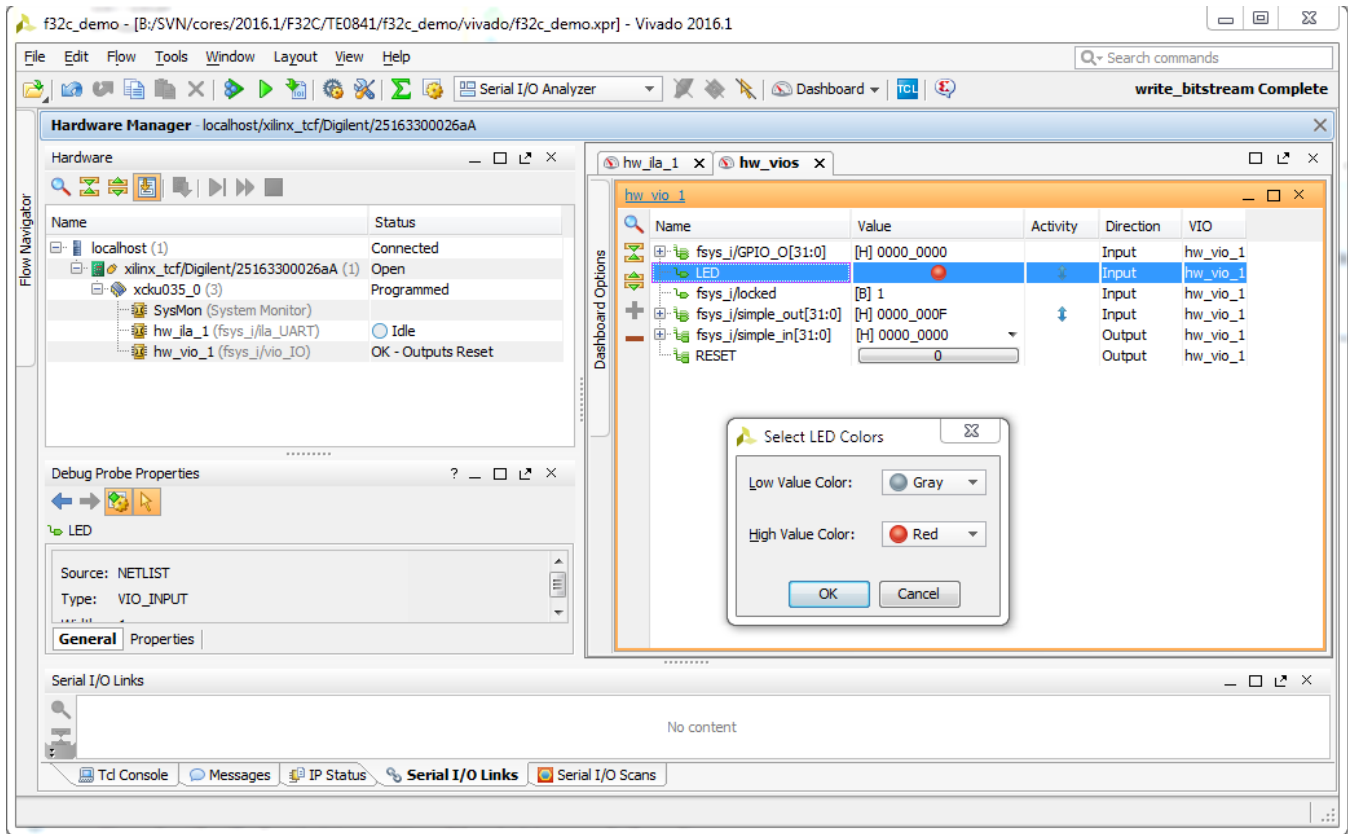 f32c_demo - [B:/SVN/cores/2016.1/F32C/TE0841/f32c_demo/vivado/f32c_demo.xpr] - Vivado 2016.1
File Edit Flow Tools Window Layout View Help
Search commands
Serial I/O Analyzer
Dashboard
TCL
write_bitstream Complete
Hardware Manager - localhost/xilinx_tcf/Digilent/25163300026aA
Flow Navigator
Hardware
Name Status
localhost (1) Connected
xilinx_tcf/Digilent/25163300026aA (1) Open
xcku035_0 (3) Programmed
SysMon (System Monitor)
hw_ila_1 (fsys_i/ila_UART) Idle
hw_vio_1 (fsys_i/vio_IO) OK - Outputs Reset
Debug Probe Properties ?
LED
Source: NETLIST
Type: VIO_INPUT
General Properties
hw_ila_1 hw_vios
Dashboard Options
hw_vio_1
Name Value Activity Direction VIO
fsys_i/GPIO_O[31:0] [H] 0000_0000 Input hw_vio_1
LED Input hw_vio_1
fsys_i/locked [B] 1 Input hw_vio_1
fsys_i/simple_out[31:0] [H] 0000_000F Input hw_vio_1
fsys_i/simple_in[31:0] [H] 0000_0000 Output hw_vio_1
RESET 0 Output hw_vio_1
Select LED Colors
Low Value Color: Gray
High Value Color: Red
OK Cancel
Serial I/O Links
No content
Tcl Console Messages IP Status Serial I/O Links Serial I/O Scans